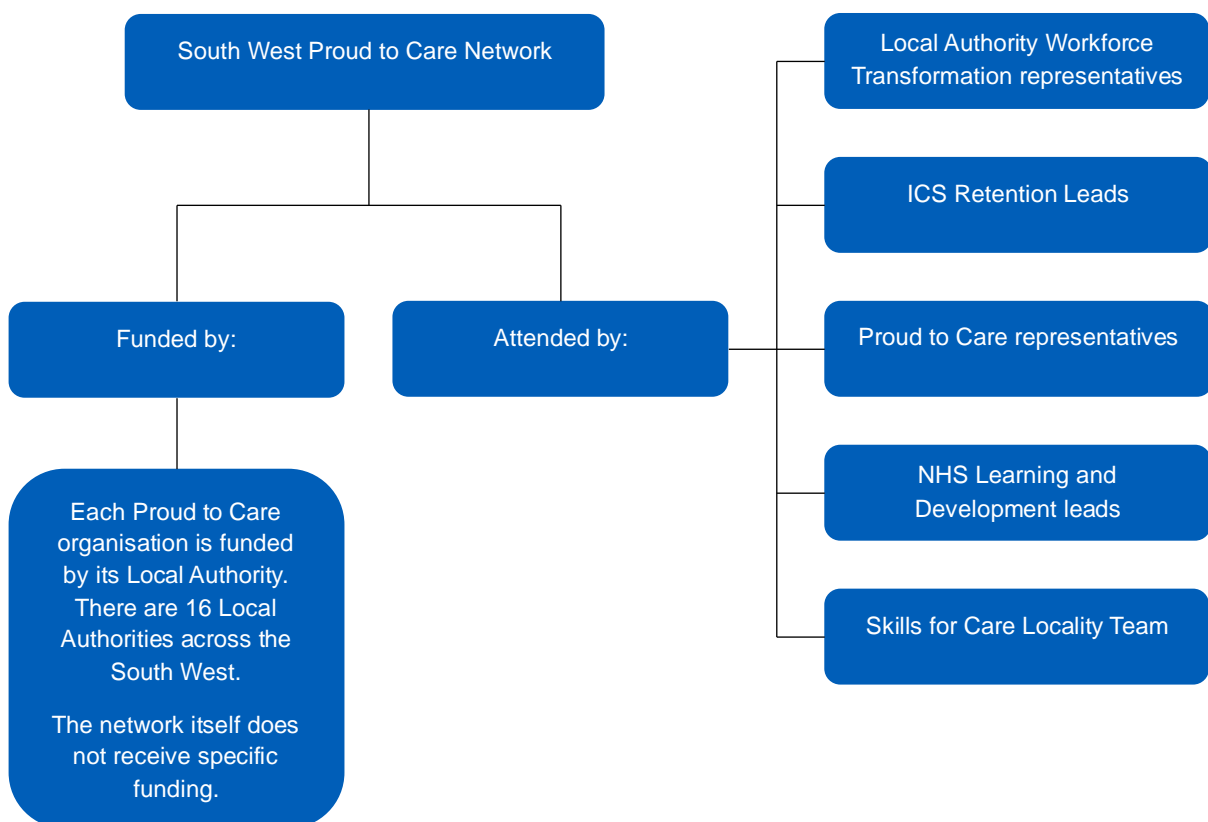 South West Proud to Care Network
Funded by:
Each Proud to Care
organisation is funded
by its Local Authority.
There are 16 Local
Authorities across the
South West.
The network itself does
not receive specific
funding.
Attended by:
Local Authority Workforce
Transformation representatives
ICS Retention Leads
Proud to Care representatives
NHS Learning and
Development leads
Skills for Care Locality Team